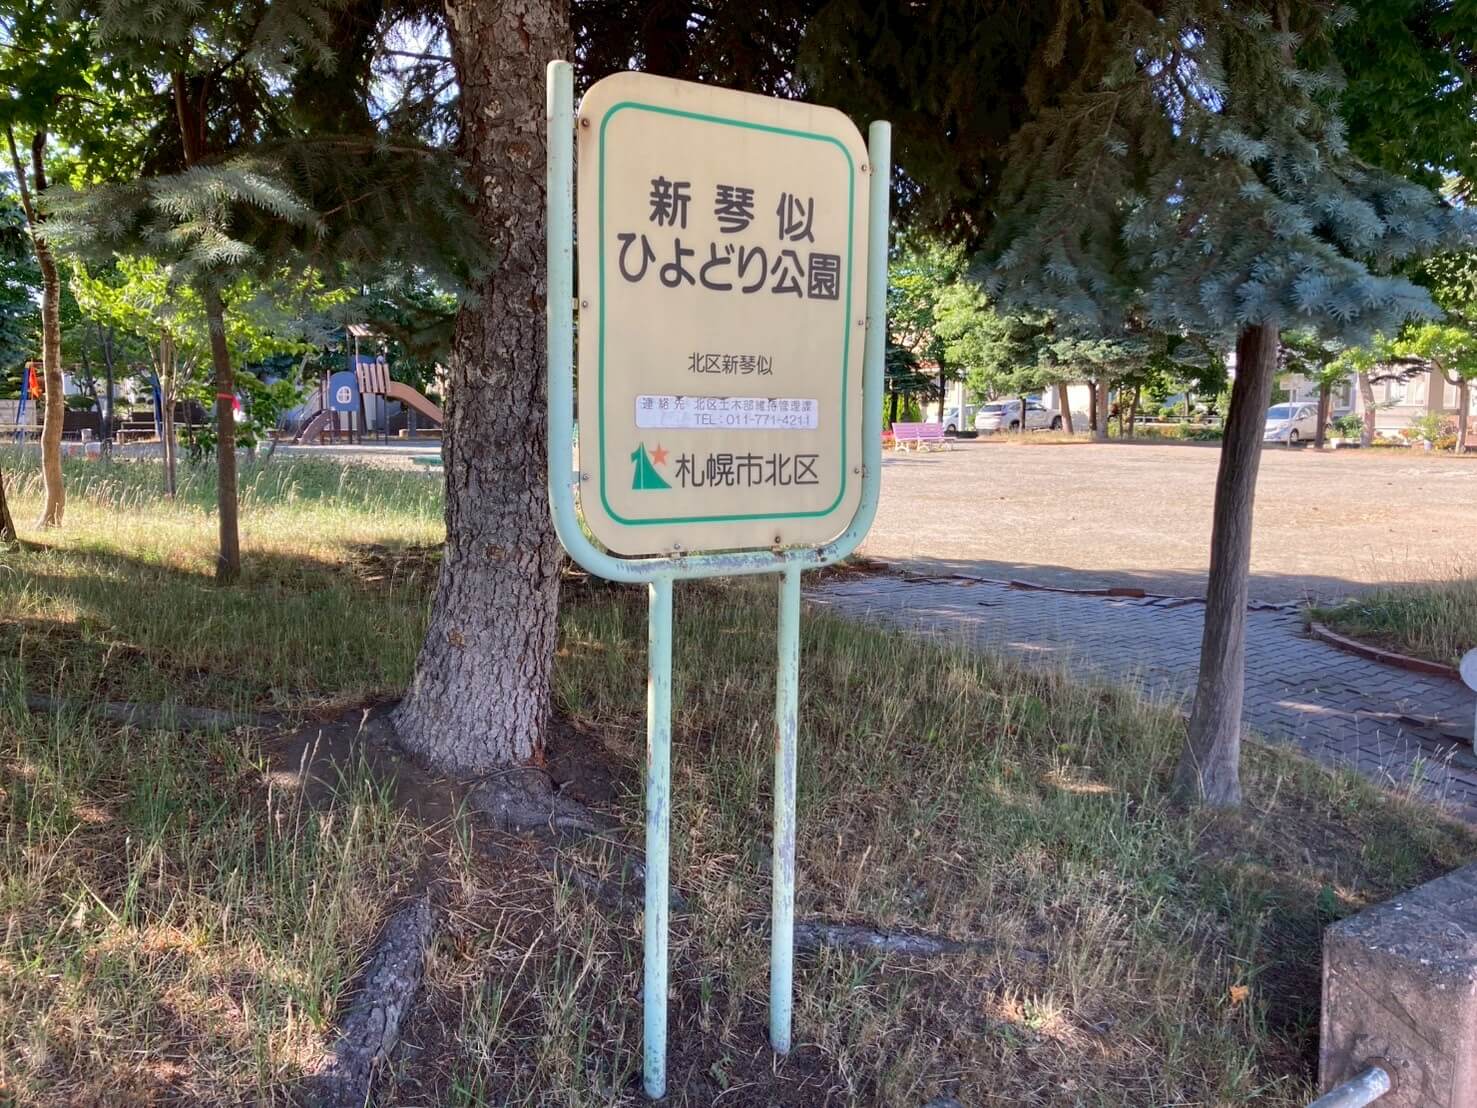 新琴似
ひよどり公園
北区新琴似
連絡先 北区土木部維持管理課
TEL:011-771-4211
札幌市北区